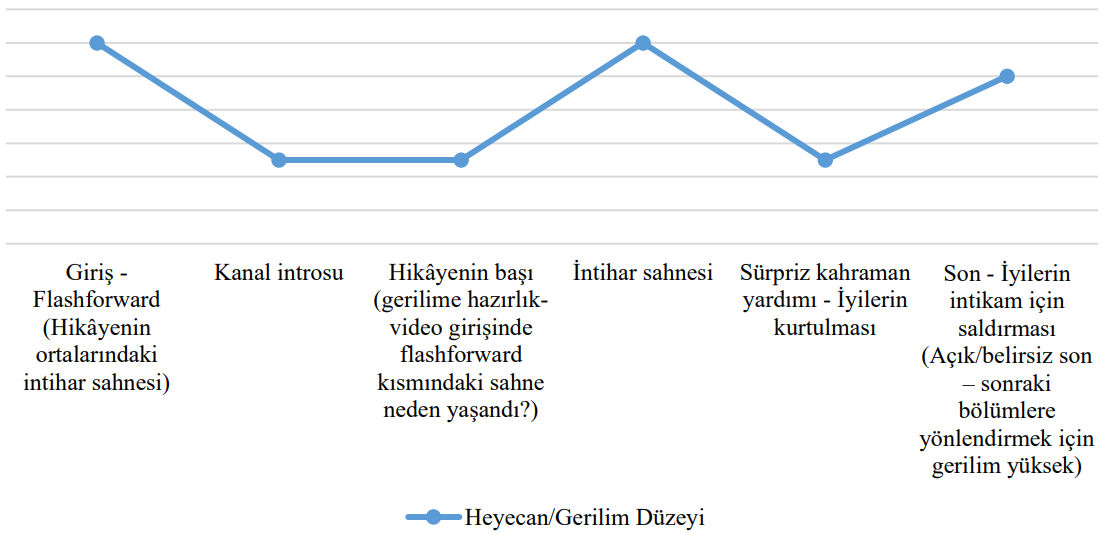 Giriş -
Flashforward
(Hikâyenin
ortalarındaki
intihar sahnesi)
Kanal introsu
Hikâyenin başı
(gerilime hazırlık-
video girişinde
flashforward
kısmındaki sahne
neden yaşandı?)
İntihar sahnesi
Sürpriz kahraman
yardımı - İyilerin
kurtulması
Son - İyilerin
intikam için
saldırması
(Açık/belirsiz son
– sonraki
bölümlere
yönlendirmek için
gerilim yüksek)
Heyecan/Gerilim Düzeyi